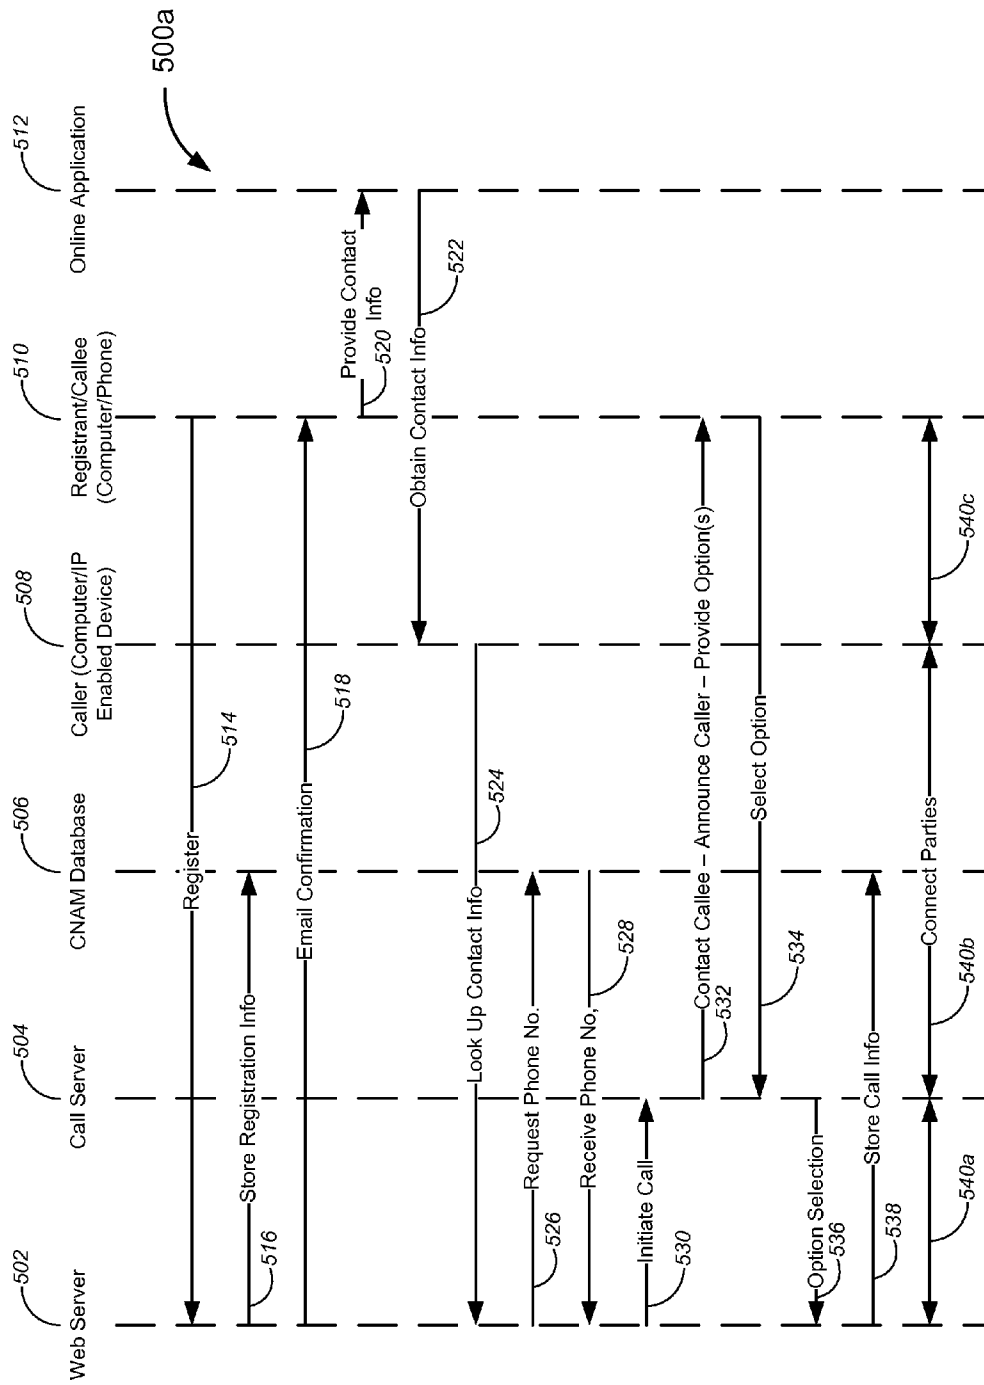 500a
502
504
506
508
510
512
Web Server
Call Server
CNAM Database
Caller (Computer/IP
Enabled Device)
Registrant/Callee
(Computer/Phone)
Online Application
Register
514
Store Registration Info
516
Email Confirmation
518
Provide Contact
Info
520
Obtain Contact Info
522
Look Up Contact Info
524
Request Phone No.
526
Receive Phone No,
528
Initiate Call
530
Contact Callee – Announce Caller – Provide Option(s)
532
Select Option
534
Option Selection
536
Store Call Info
538
Connect Parties
540a
540b
540c